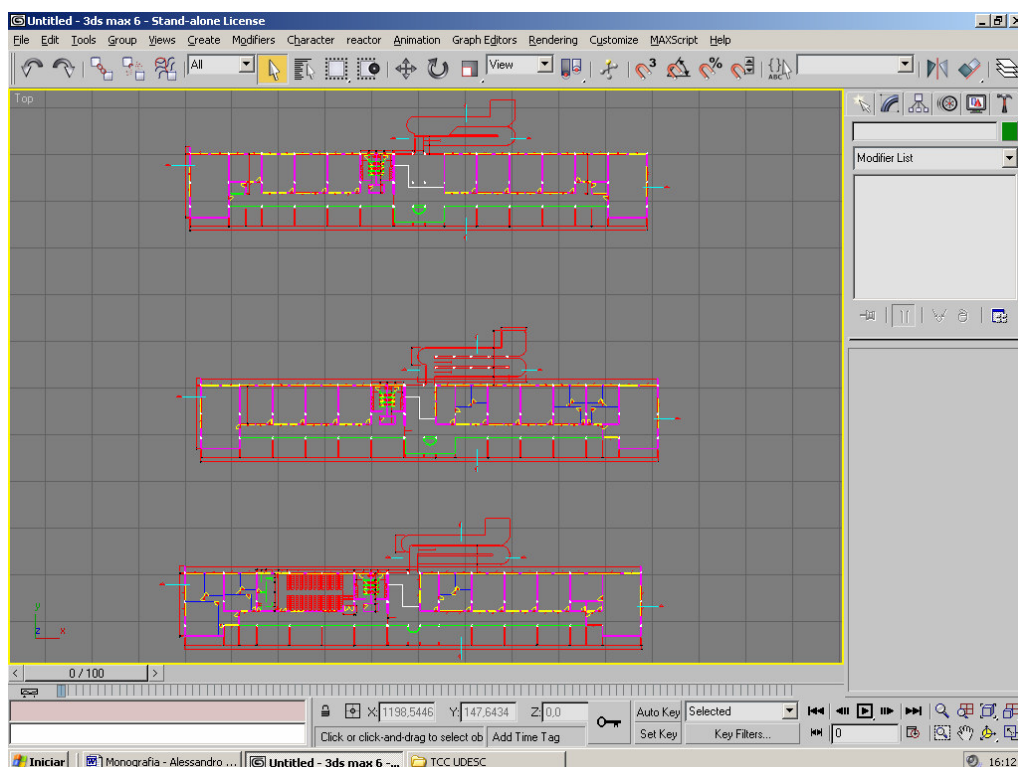 Untitled - 3ds max 6 - Stand-alone License
File Edit Tools Group Views Create Modifiers Character reactor Animation Graph Editors Rendering Customize MAXScript Help
All View 3 % ABC
Top
Modifier List
y
z x
< 0 / 100 >
X: 1198,5446 Y: 147,6434 Z: 0,0 Auto Key Selected
Click or click-and-drag to select ob Add Time Tag Set Key Key Filters... 0
Iniciar Monografia - Alessandro ... Untitled - 3ds max 6 -... TCC UDESC 16:12